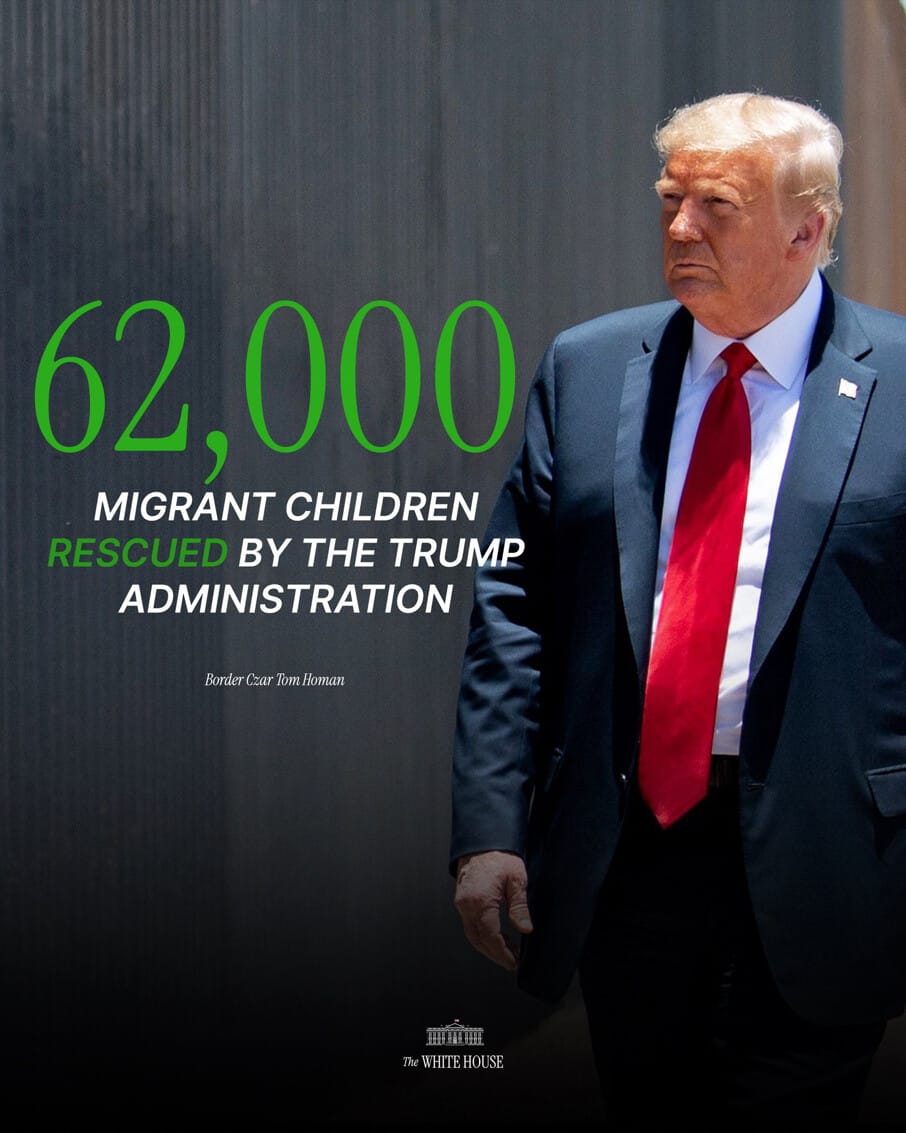 62,000
MIGRANT CHILDREN
RESCUED BY THE TRUMP
ADMINISTRATION
Border Czar Tom Homan
The WHITE HOUSE